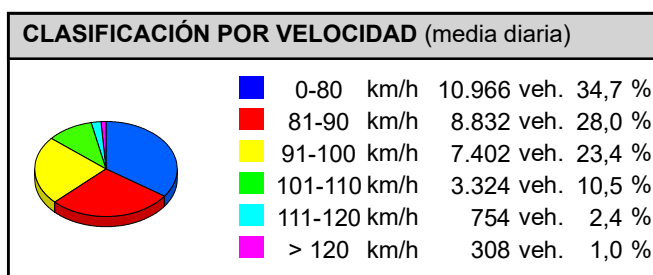 CLASIFICACIÓN POR VELOCIDAD (media diaria)
0-80 km/h 10.966 veh. 34,7 %
81-90 km/h 8.832 veh. 28,0 %
91-100 km/h 7.402 veh. 23,4 %
101-110 km/h 3.324 veh. 10,5 %
111-120 km/h 754 veh. 2,4 %
> 120 km/h 308 veh. 1,0 %